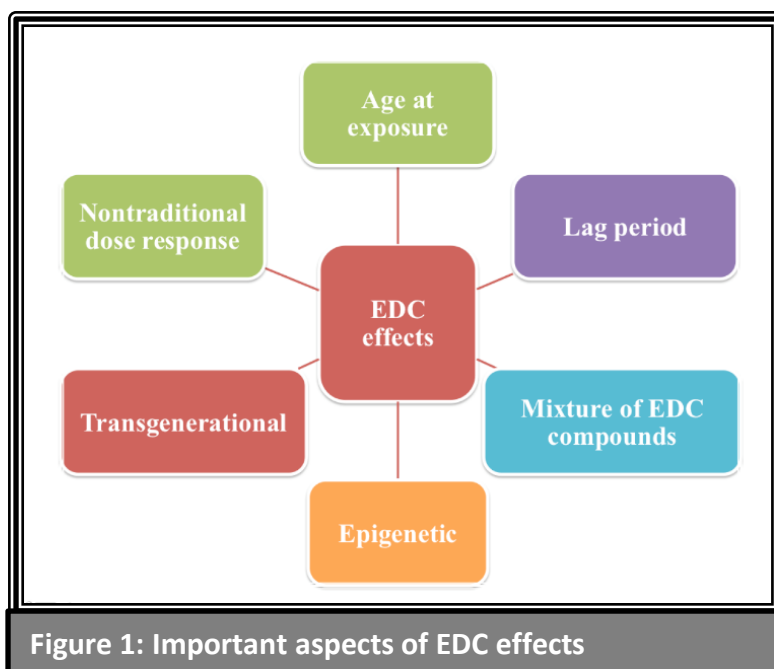 Age at
exposure
Nontraditional
dose response
Lag period
EDC
effects
Transgenerational
Mixture of EDC
compounds
Epigenetic
Figure 1: Important aspects of EDC effects